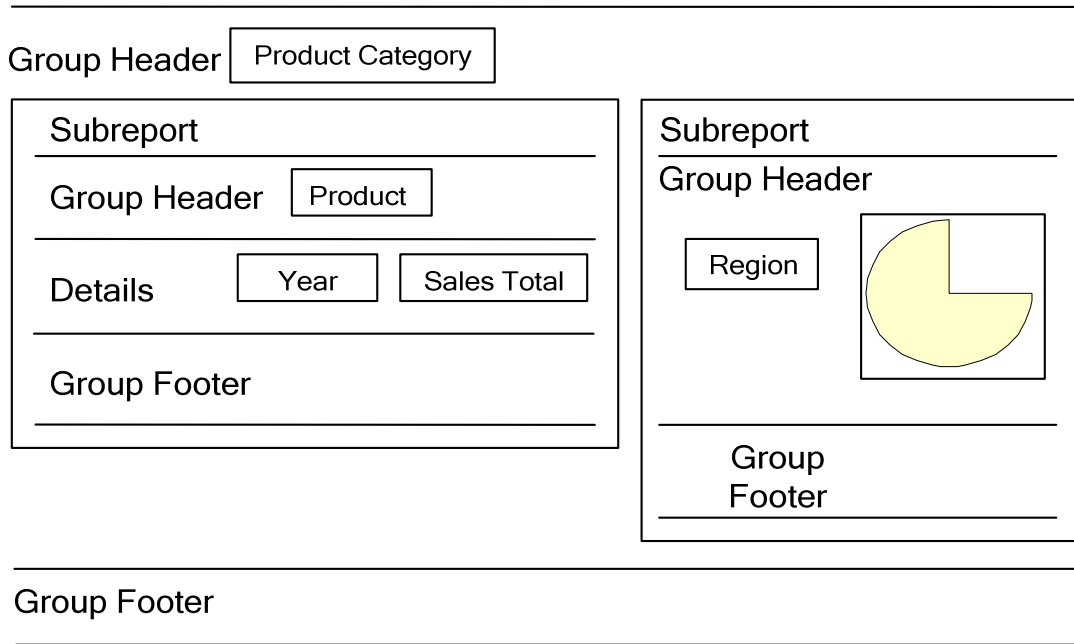 Group Header Product Category
Subreport
Group Header Product
Details Year Sales Total
Group Footer
Subreport
Group Header
Region
Group
Footer
Group Footer